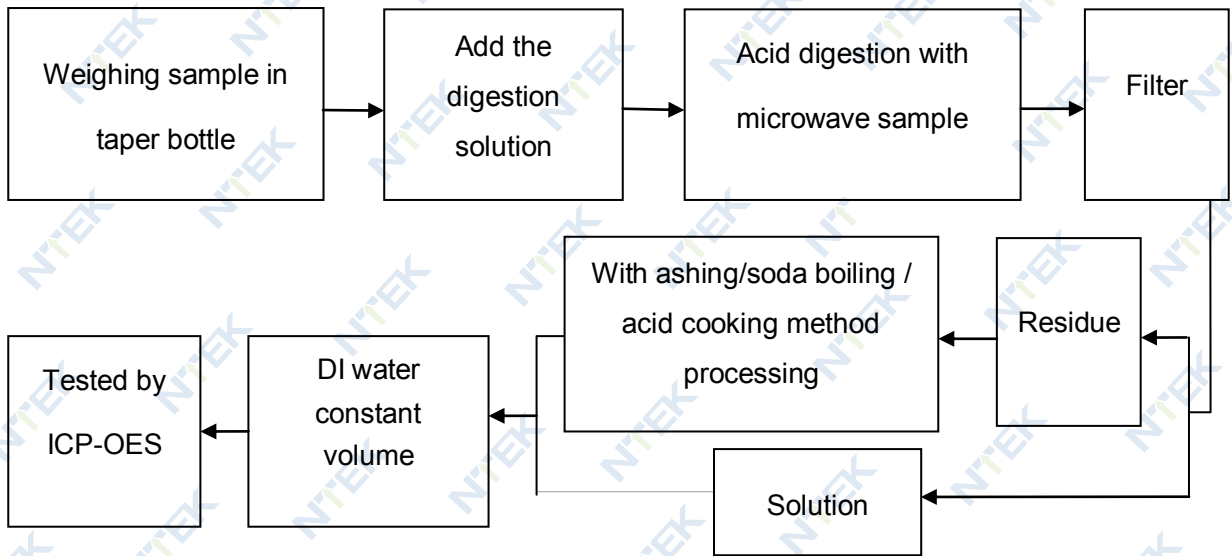 Weighing sample in
taper bottle
Add the
digestion
solution
Acid digestion with
microwave sample
Filter
Residue
With ashing/soda boiling /
acid cooking method
processing
Solution
DI water
constant
volume
Tested by
ICP-OES
NTEK